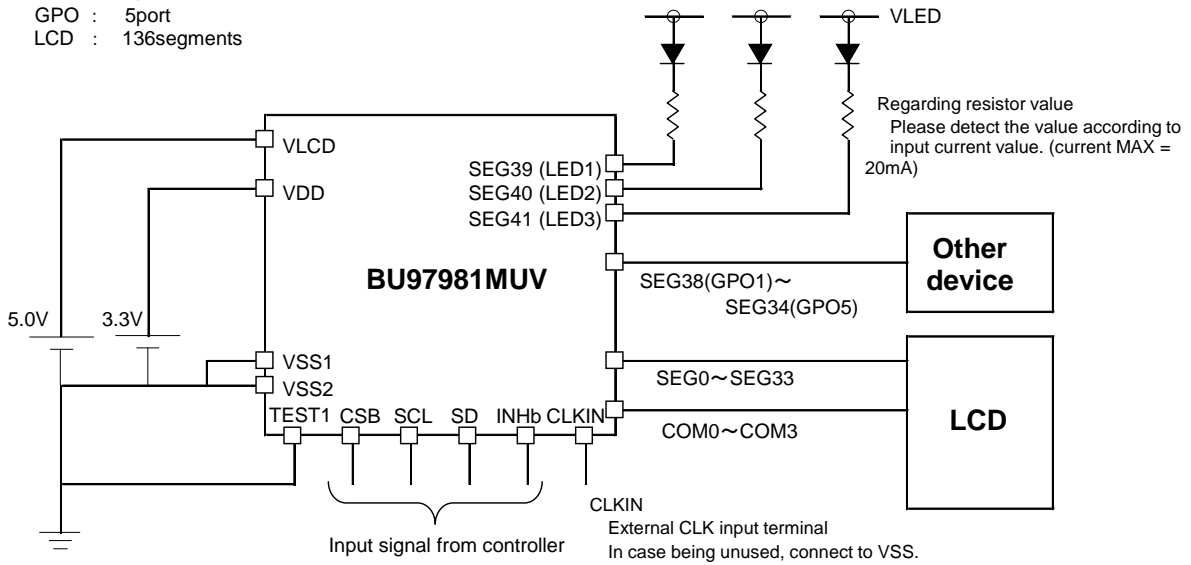 GPO : 5port
LCD : 136segments
VLED
Regarding resistor value
Please detect the value according to
input current value. (current MAX =
20mA)
VLCD
SEG39 (LED1)
VDD
SEG40 (LED2)
SEG41 (LED3)
BU97981MUV
Other
device
SEG38(GPO1)～
SEG34(GPO5)
5.0V
3.3V
VSS1
SEG0～SEG33
VSS2
TEST1 CSB SCL SD INHb CLKIN
COM0～COM3
LCD
CLKIN
External CLK input terminal
Input signal from controller
In case being unused, connect to VSS.